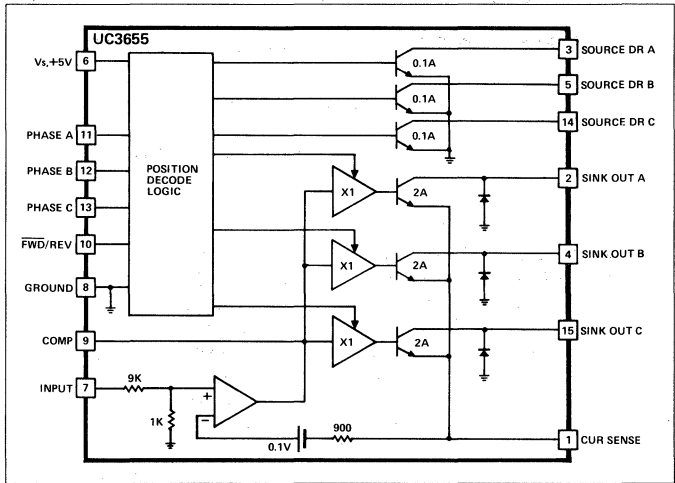 UC3655
6 Vs,+5V
PHASE A 11
PHASE B 12
PHASE C 13
FWD/REV 10
GROUND 8
COMP 9
INPUT 7
POSITION
DECODE
LOGIC
0.1A
0.1A
0.1A
X1
2A
X1
2A
X1
2A
3 SOURCE DR A
5 SOURCE DR B
14 SOURCE DR C
2 SINK OUT A
4 SINK OUT B
15 SINK OUT C
9K
1K
+
−
0.1V
900
1 CUR SENSE